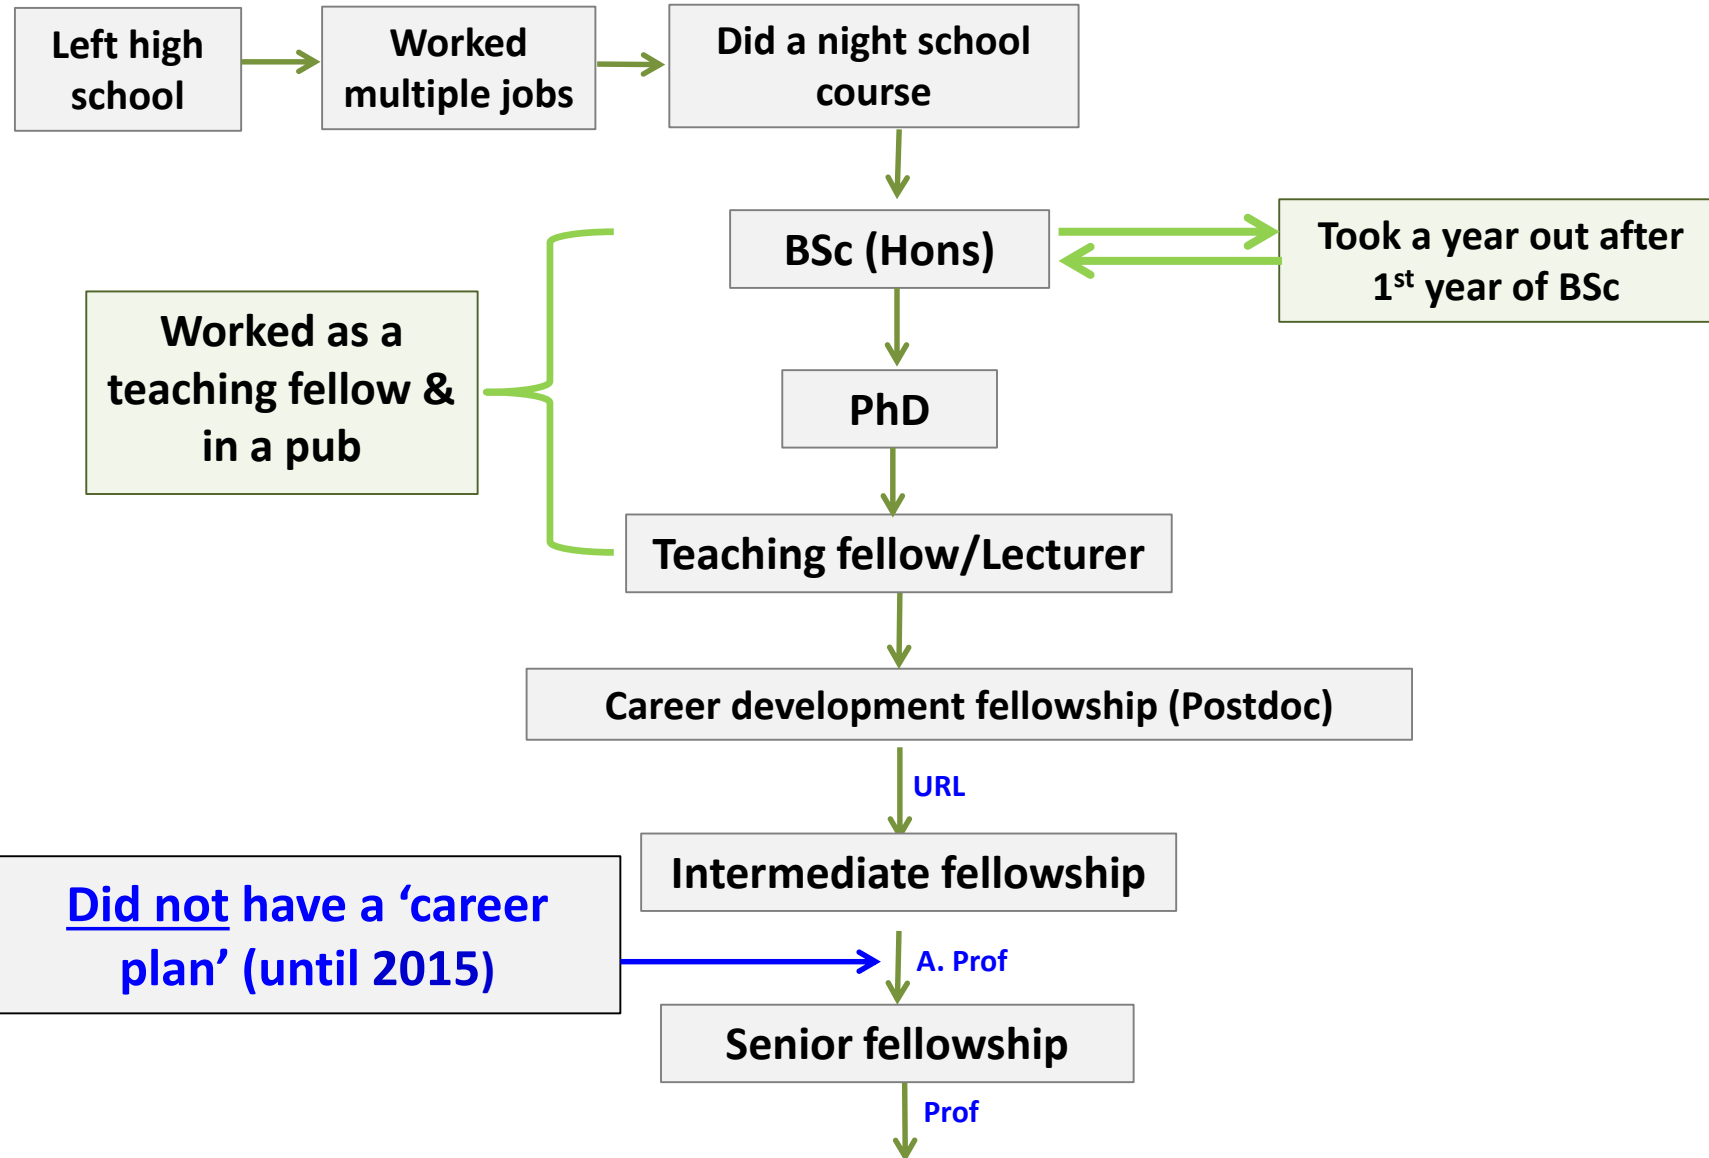 Left high
school
Worked
multiple jobs
Did a night school
course
BSc (Hons)
Took a year out after
1st year of BSc
Worked as a
teaching fellow &
in a pub
PhD
Teaching fellow/Lecturer
Career development fellowship (Postdoc)
URL
Intermediate fellowship
Did not have a ‘career
plan’ (until 2015)
A. Prof
Senior fellowship
Prof